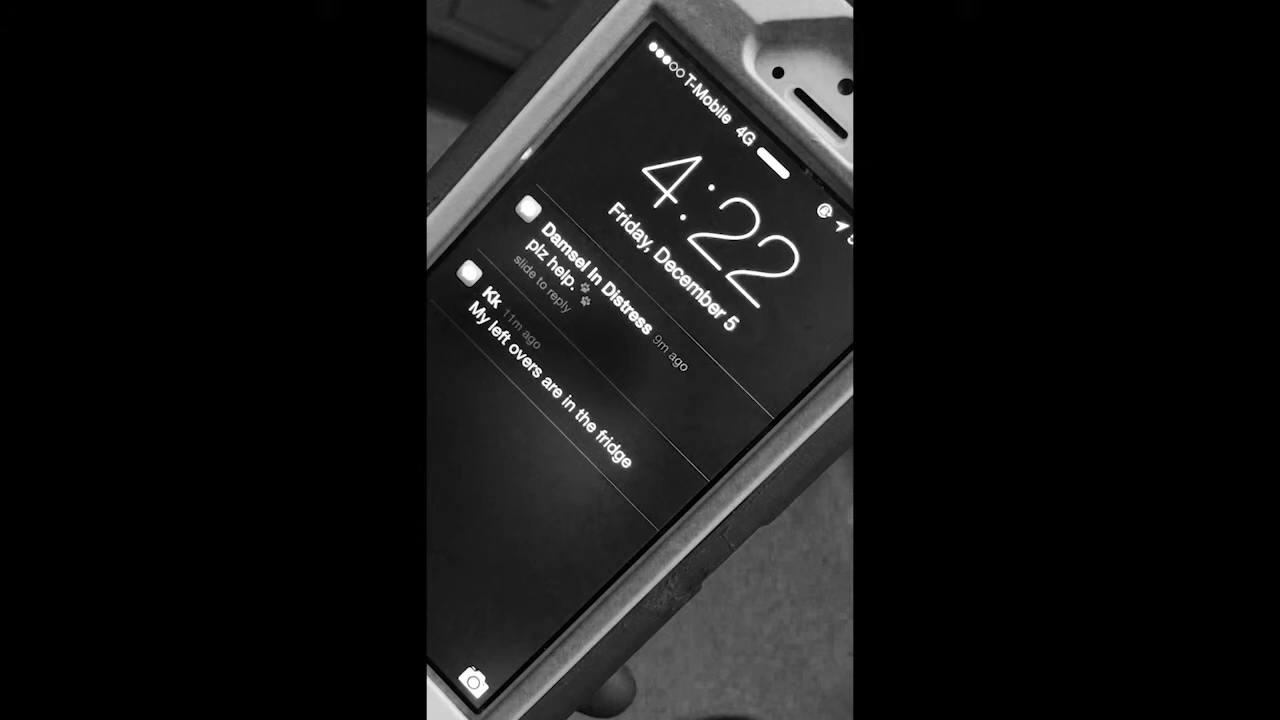 T-Mobile 4G
4:22
Friday, December 5
Damsel In Distress 9m ago
plz help. 🐾
slide to reply
Kk 11m ago
My left overs are in the fridge